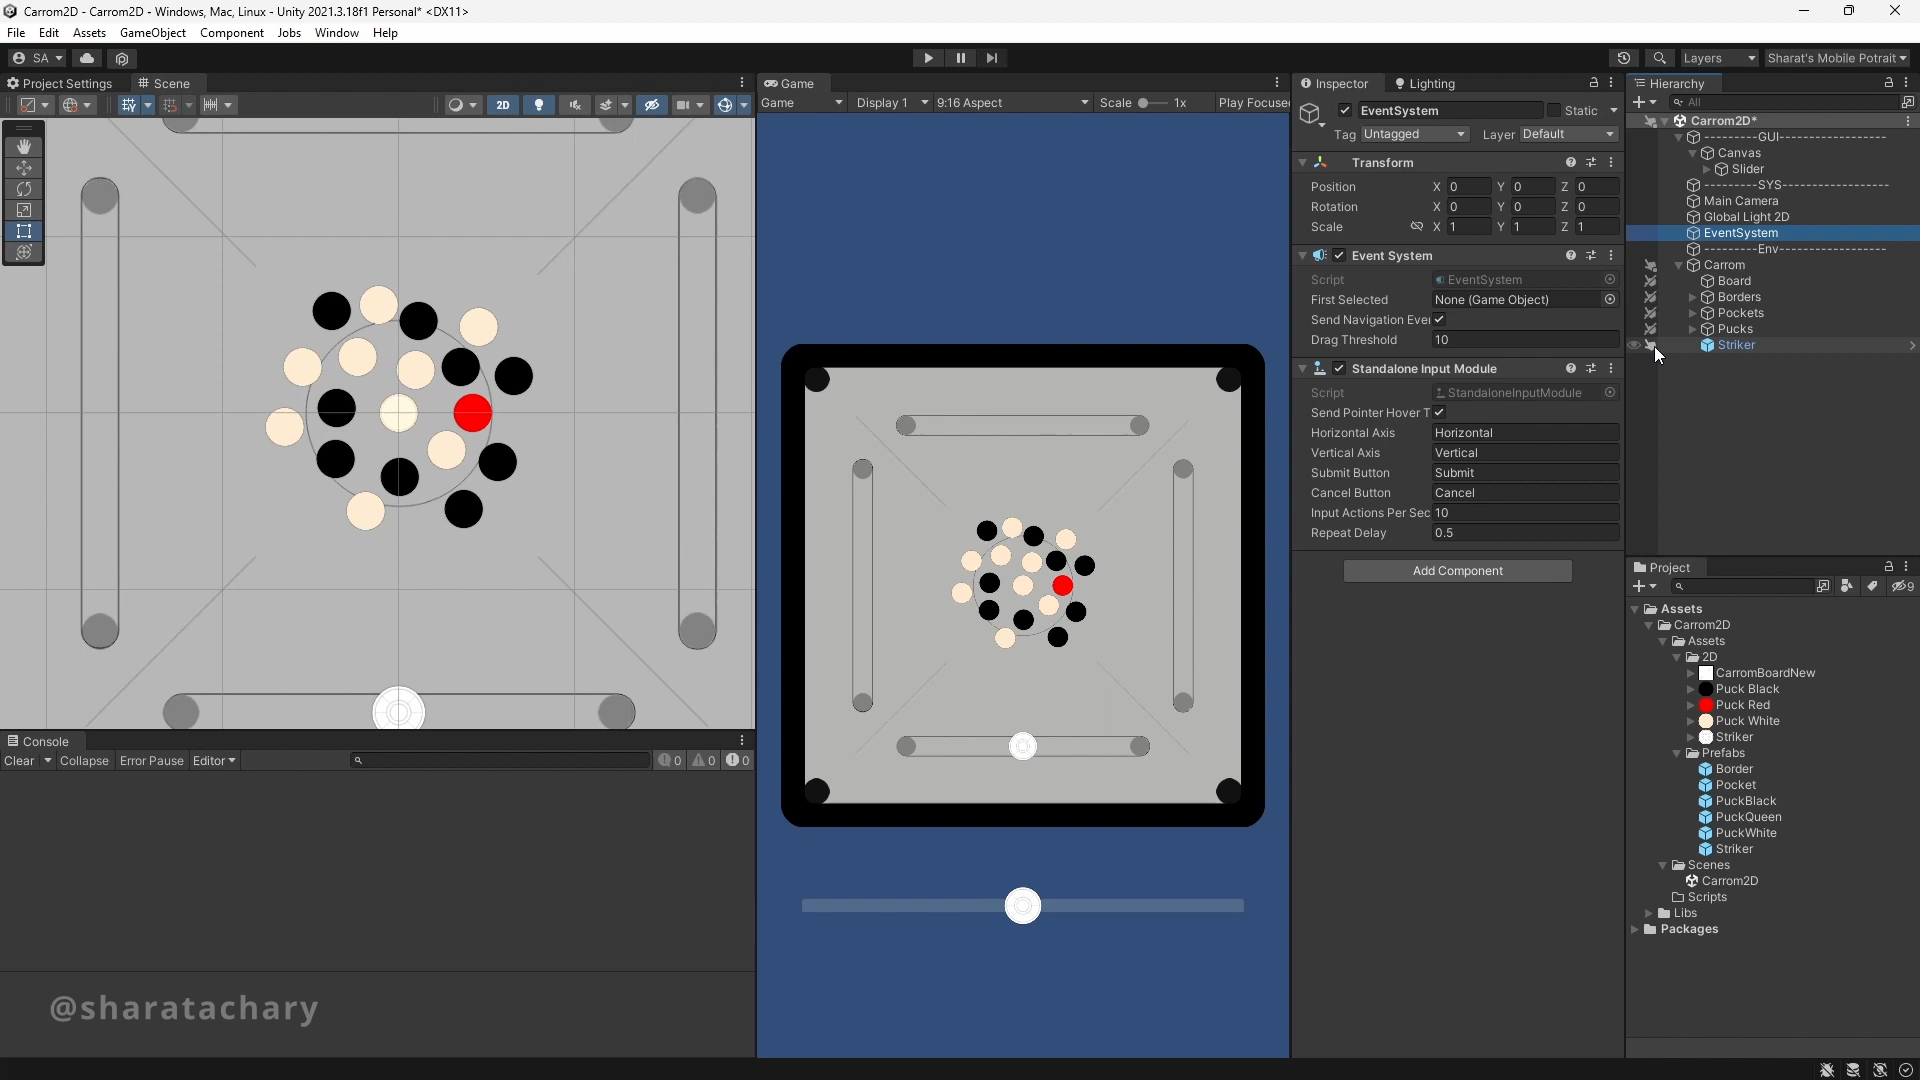 Carrom2D - Carrom2D - Windows, Mac, Linux - Unity 2021.3.18f1 Personal* <DX11>
File Edit Assets GameObject Component Jobs Window Help
SA Layers Sharat's Mobile Potrait
Project Settings Scene
2D
Console
Clear Collapse Error Pause Editor 0 0 0
@sharatachary
Game
Game Display 1 9:16 Aspect Scale 1x Play Focused
Inspector Lighting
EventSystem Static
Tag Untagged Layer Default
Transform
Position X 0 Y 0 Z 0
Rotation X 0 Y 0 Z 0
Scale X 1 Y 1 Z 1
Event System
Script EventSystem
First Selected None (Game Object)
Send Navigation Eve
Drag Threshold 10
Standalone Input Module
Script StandaloneInputModule
Send Pointer Hover T
Horizontal Axis Horizontal
Vertical Axis Vertical
Submit Button Submit
Cancel Button Cancel
Input Actions Per Sec 10
Repeat Delay 0.5
Add Component
Hierarchy
All
Carrom2D*
---------GUI------------------
Canvas
Slider
---------SYS------------------
Main Camera
Global Light 2D
EventSystem
---------Env------------------
Carrom
Board
Borders
Pockets
Pucks
Striker
Project
9
Assets
Carrom2D
Assets
2D
CarromBoardNew
Puck Black
Puck Red
Puck White
Striker
Prefabs
Border
Pocket
PuckBlack
PuckQueen
PuckWhite
Striker
Scenes
Carrom2D
Scripts
Libs
Packages